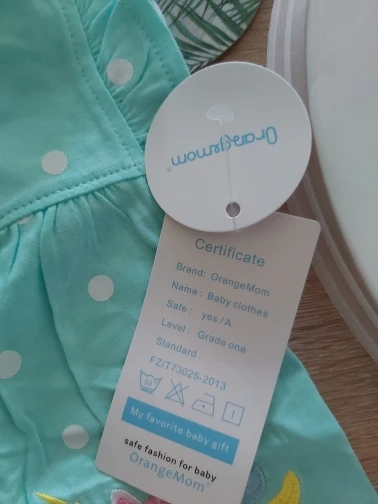 Orangemom®
Certificate
Brand: OrangeMom
Name: Baby clothes
Safe: yes/A
Level: Grade one
Standard:
FZ/T73025-2013
My favorite baby gift
safe fashion for baby
OrangeMom®